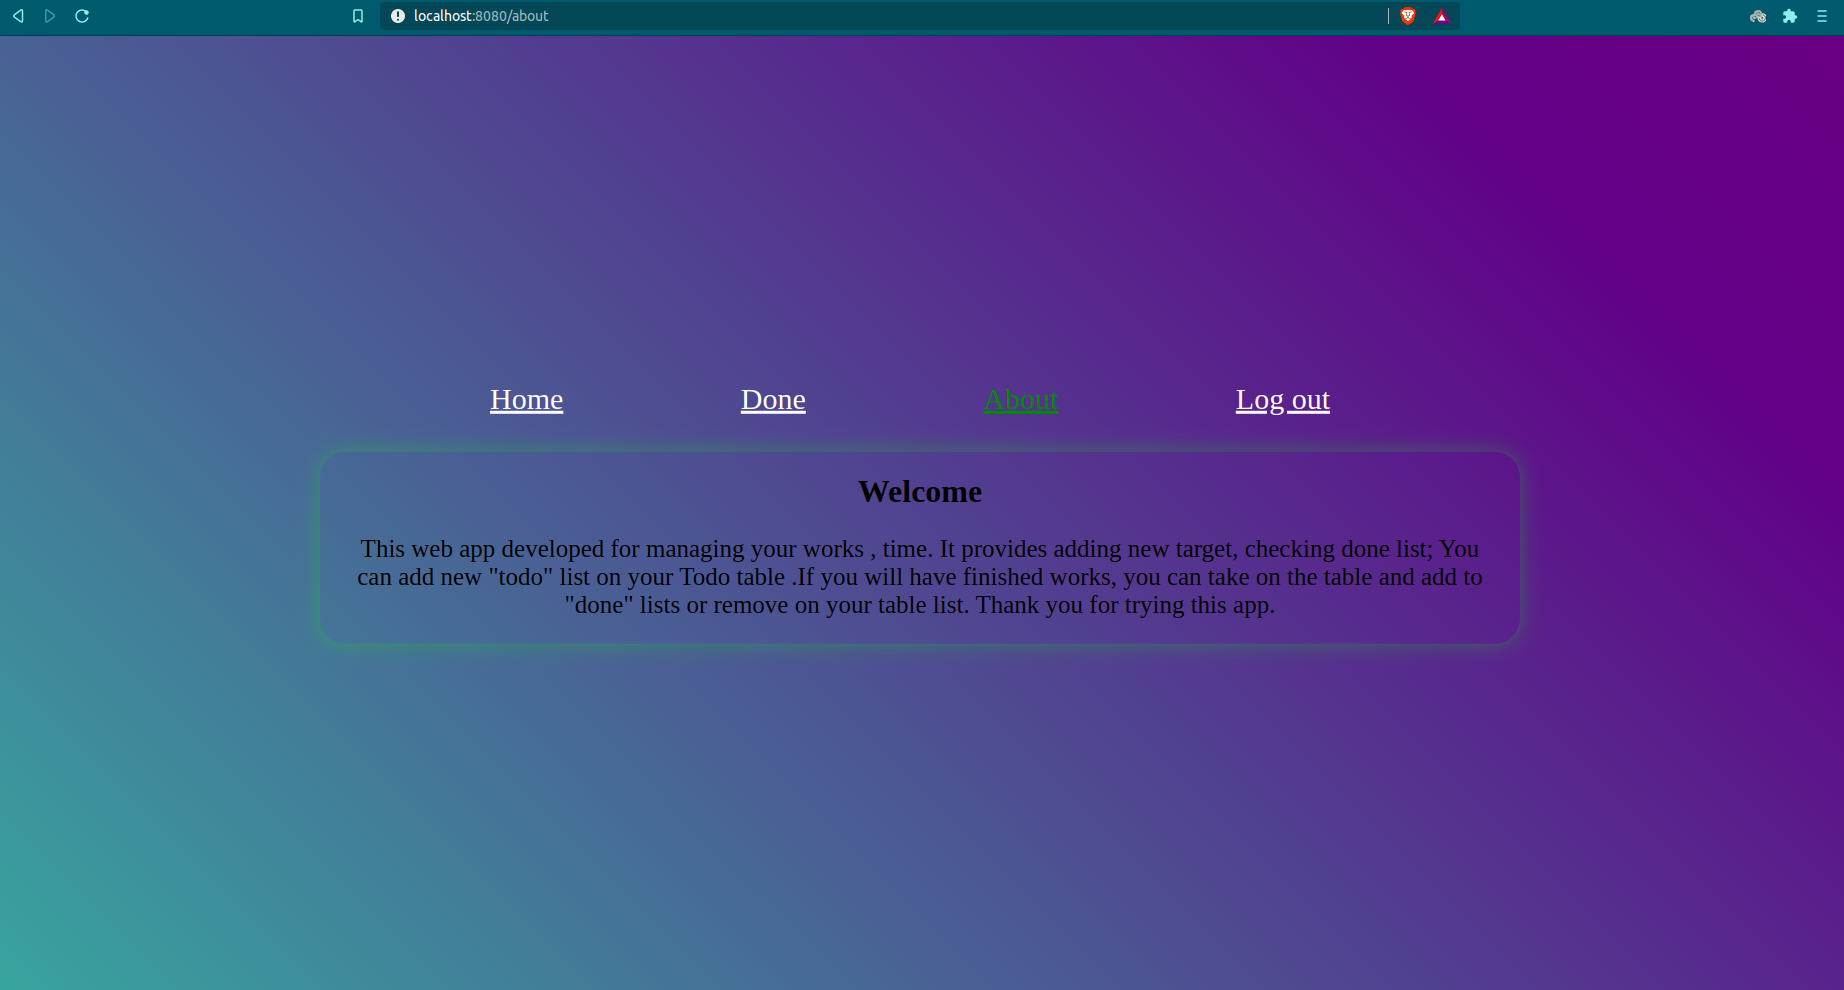 localhost:8080/about
Home Done About Log out
Welcome
This web app developed for managing your works , time. It provides adding new target, checking done list; You
can add new "todo" list on your Todo table .If you will have finished works, you can take on the table and add to
"done" lists or remove on your table list. Thank you for trying this app.